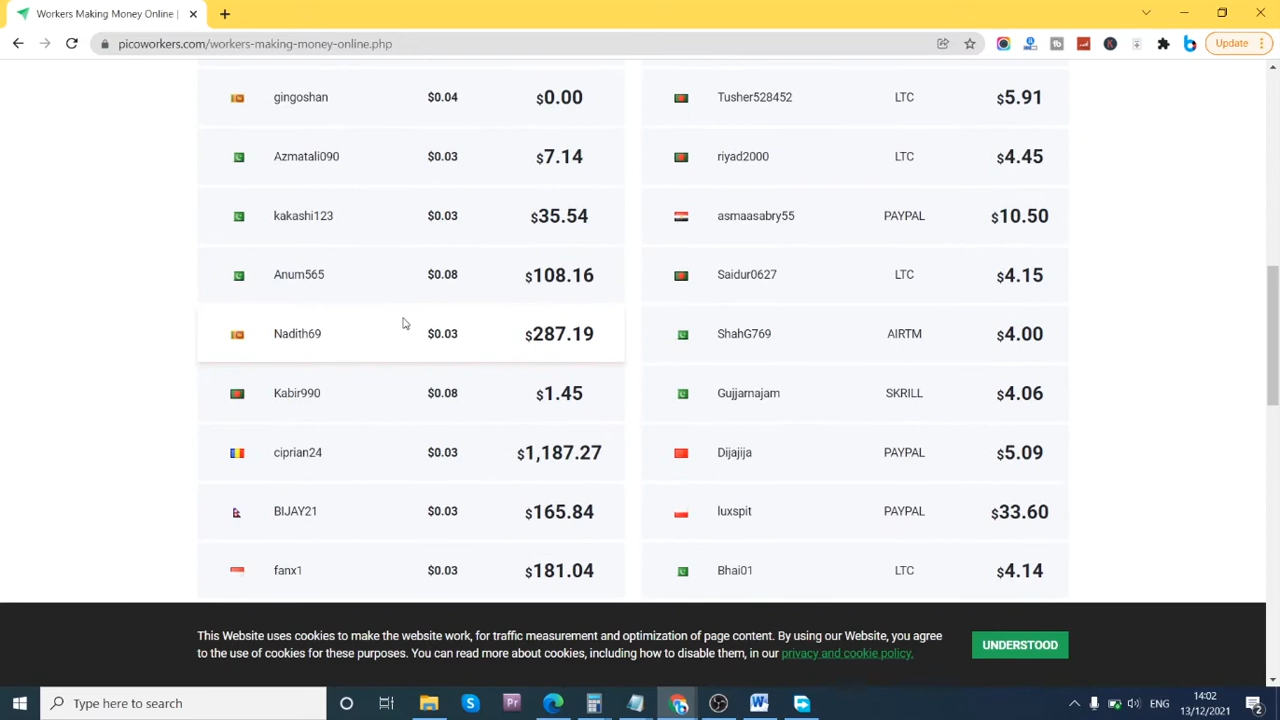 Workers Making Money Online |
picoworkers.com/workers-making-money-online.php
Update
gingoshan $0.04 $0.00
Azmatali090 $0.03 $7.14
kakashi123 $0.03 $35.54
Anum565 $0.08 $108.16
Nadith69 $0.03 $287.19
Kabir990 $0.08 $1.45
ciprian24 $0.03 $1,187.27
BIJAY21 $0.03 $165.84
fanx1 $0.03 $181.04
Tusher528452 LTC $5.91
riyad2000 LTC $4.45
asmaasabry55 PAYPAL $10.50
Saidur0627 LTC $4.15
ShahG769 AIRTM $4.00
Gujjarnajam SKRILL $4.06
Dijajija PAYPAL $5.09
luxspit PAYPAL $33.60
Bhai01 LTC $4.14
This Website uses cookies to make the website work, for traffic measurement and optimization of page content. By using our Website, you agree
to the use of cookies for these purposes. You can read more about cookies, including how to disable them, in our privacy and cookie policy.
UNDERSTOOD
Type here to search
ENG
14:02
13/12/2021
2